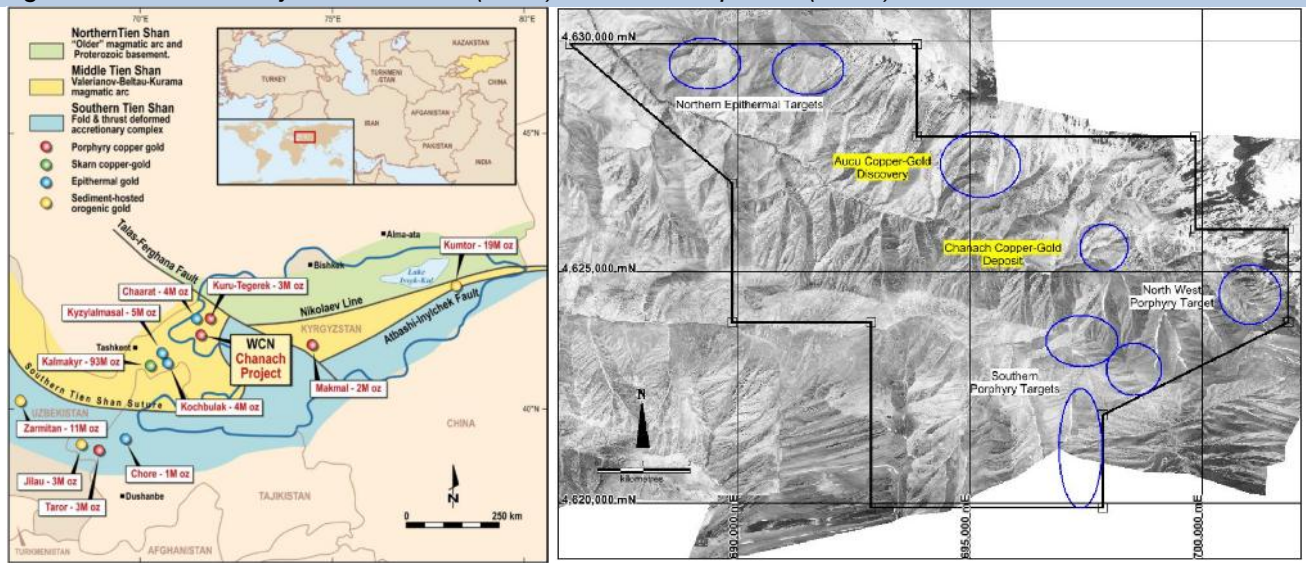 70°E
75°E
80°E
Northern Tien Shan
"Older" magmatic arc and
Proterozoic basement.
Middle Tien Shan
Valerianov-Beltau-Kurama
magmatic arc
Southern Tien Shan
Fold & thrust deformed
accretionary complex
Porphyry copper gold
Skarn copper-gold
Epithermal gold
Sediment-hosted
orogenic gold
KAZAKSTAN
TURKEY
TURKMENI
-STAN
CHINA
AFGHANISTAN
IRAN
PAKISTAN
INDIA
45°N
Talas-Ferghana Fault
Alma-ata
Kumtor - 19M oz
Bishkek
Lake
Issyk-Kul
Chaarat - 4M oz
Kuru-Tegerek - 3M oz
Nikolaev Line
Kyzylalmasal - 5M oz
KYRGYZSTAN
Atbashi-Inylchek Fault
Tashkent
WCN
Chanach
Project
Kalmakyr - 93M oz
Makmal - 2M oz
Southern Tien Shan Suture
Kochbulak - 4M oz
40°N
UZBEKISTAN
CHINA
Zarmitan - 11M oz
Jilau - 3M oz
Chore - 1M oz
Taror - 3M oz
Dushanbe
N
TAJIKISTAN
0
250 km
TURKMENISTAN
AFGHANISTAN
4,630,000 mN
Northern Epithermal Targets
Aucu Copper-Gold
Discovery
Chanach Copper-Gold
Deposit
4,625,000 mN
North West
Porphyry Target
Southern
Porphyry Targets
N
kilometres
4,620,000 mN
690,000 mE
695,000 mE
700,000 mE